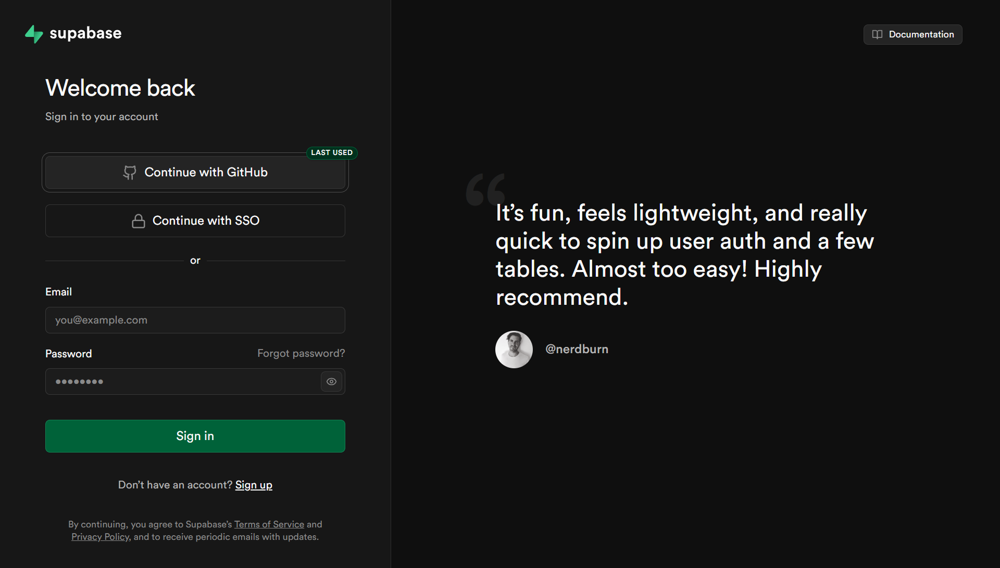 supabase
Documentation
Welcome back
Sign in to your account
LAST USED
Continue with GitHub
Continue with SSO
or
Email
you@example.com
Password
Forgot password?
••••••••
Sign in
Don’t have an account? Sign up
By continuing, you agree to Supabase’s Terms of Service and
Privacy Policy, and to receive periodic emails with updates.
“
It’s fun, feels lightweight, and really
quick to spin up user auth and a few
tables. Almost too easy! Highly
recommend.
@nerdburn